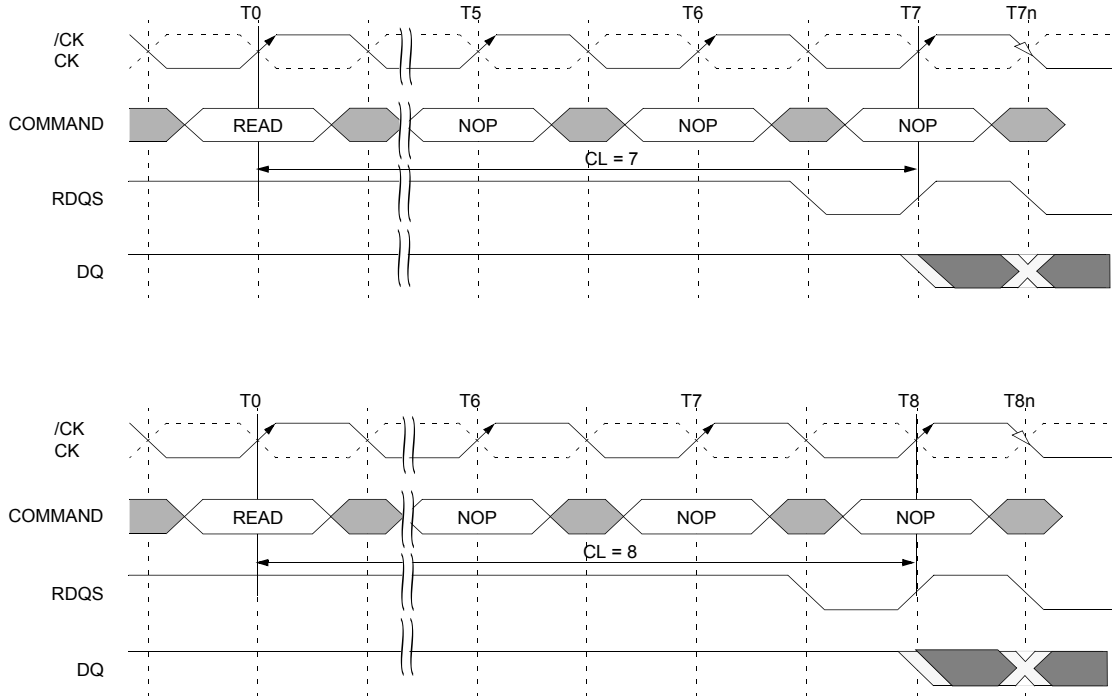 T0 T5 T6 T7 T7n
/CK
CK
COMMAND READ NOP NOP NOP
CL = 7
RDQS
DQ
T0 T6 T7 T8 T8n
/CK
CK
COMMAND READ NOP NOP NOP
CL = 8
RDQS
DQ